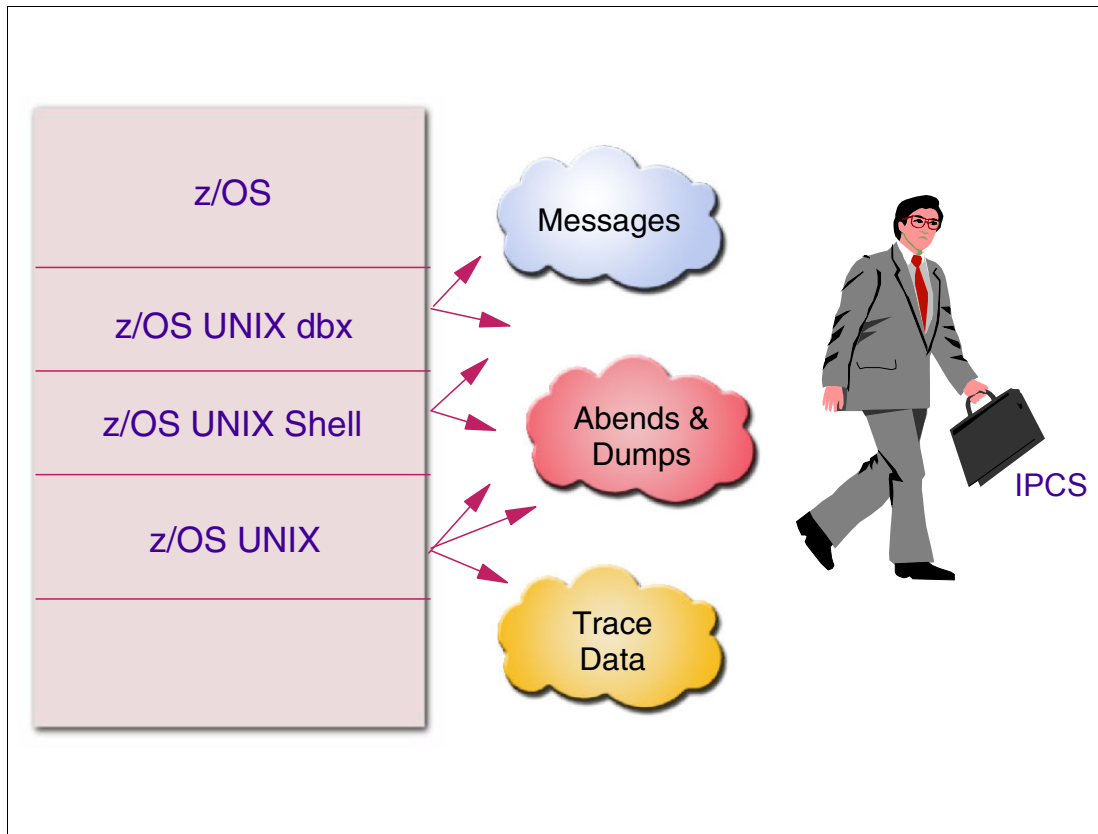 z/OS
z/OS UNIX dbx
z/OS UNIX Shell
z/OS UNIX
Messages
Abends &
Dumps
Trace
Data
IPCS